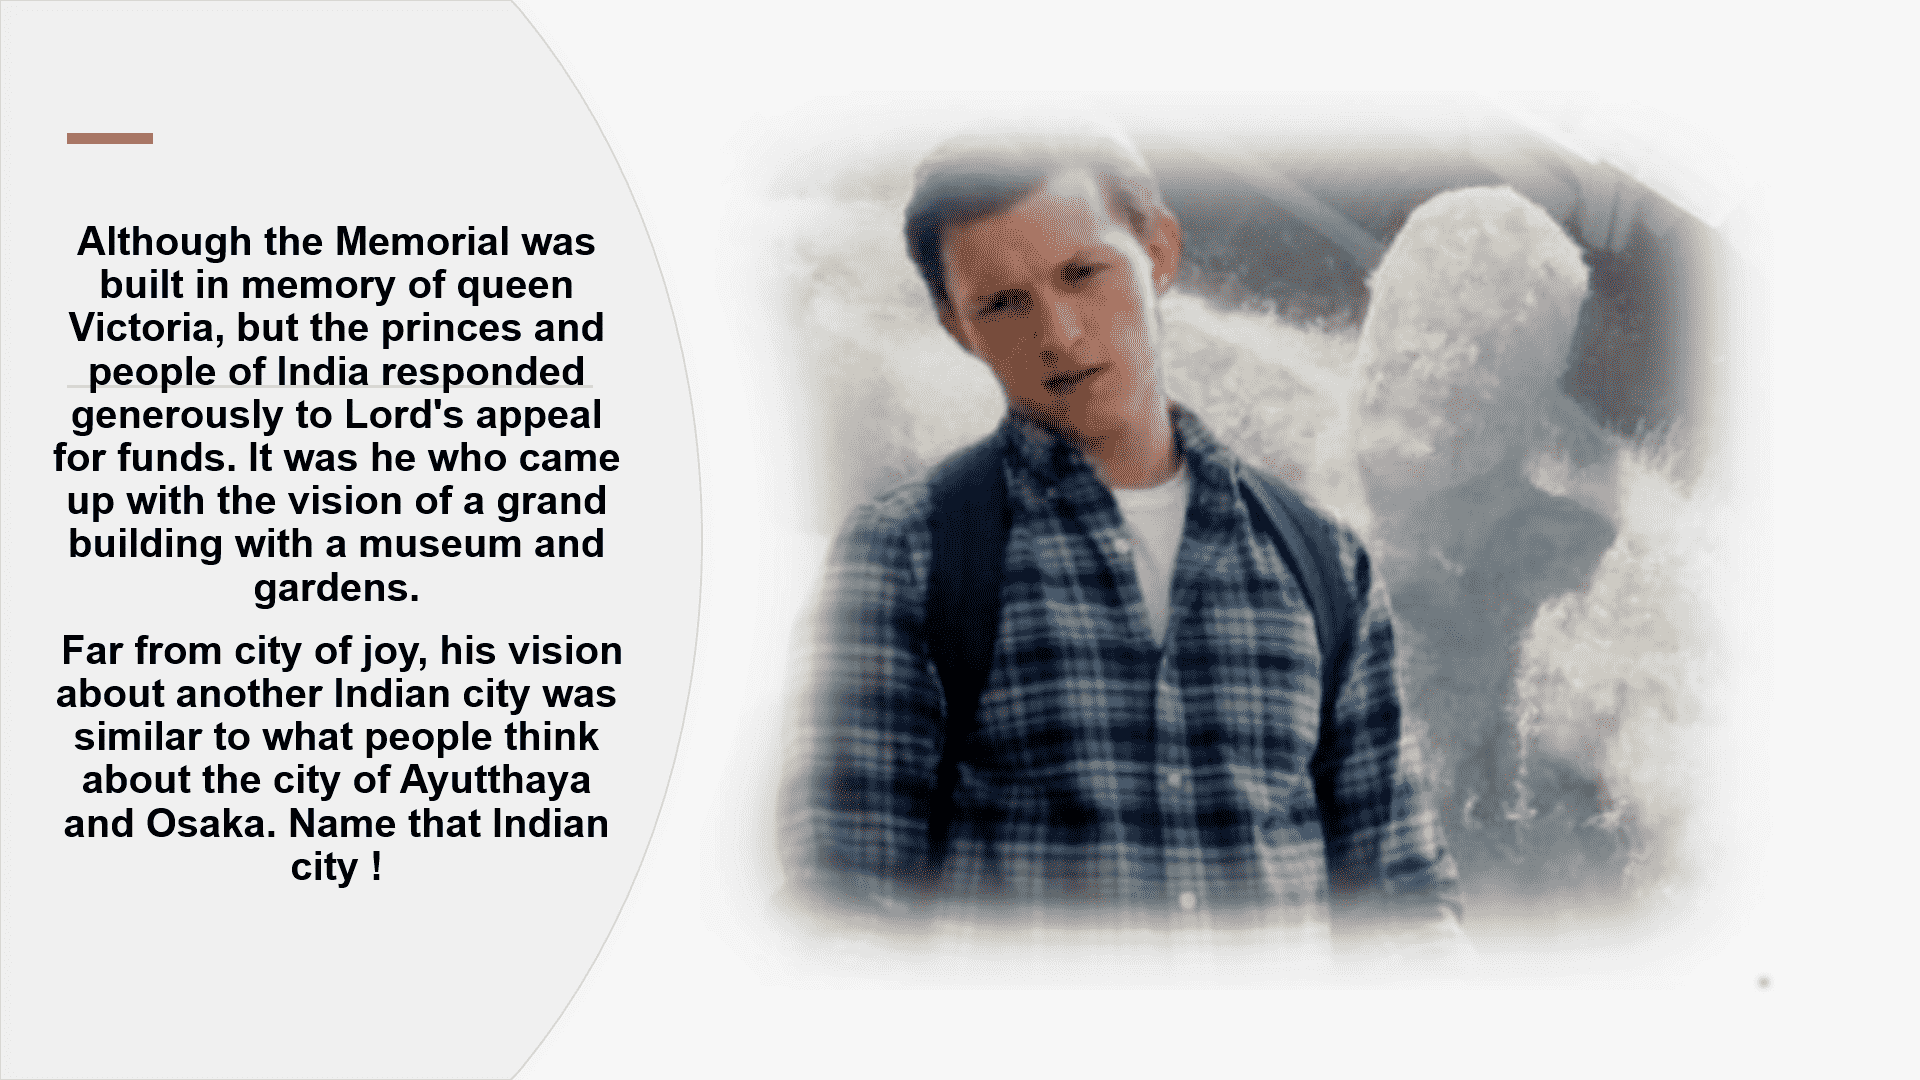 Although the Memorial was
built in memory of queen
Victoria, but the princes and
people of India responded
generously to Lord's appeal
for funds. It was he who came
up with the vision of a grand
building with a museum and
gardens.
Far from city of joy, his vision
about another Indian city was
similar to what people think
about the city of Ayutthaya
and Osaka. Name that Indian
city !